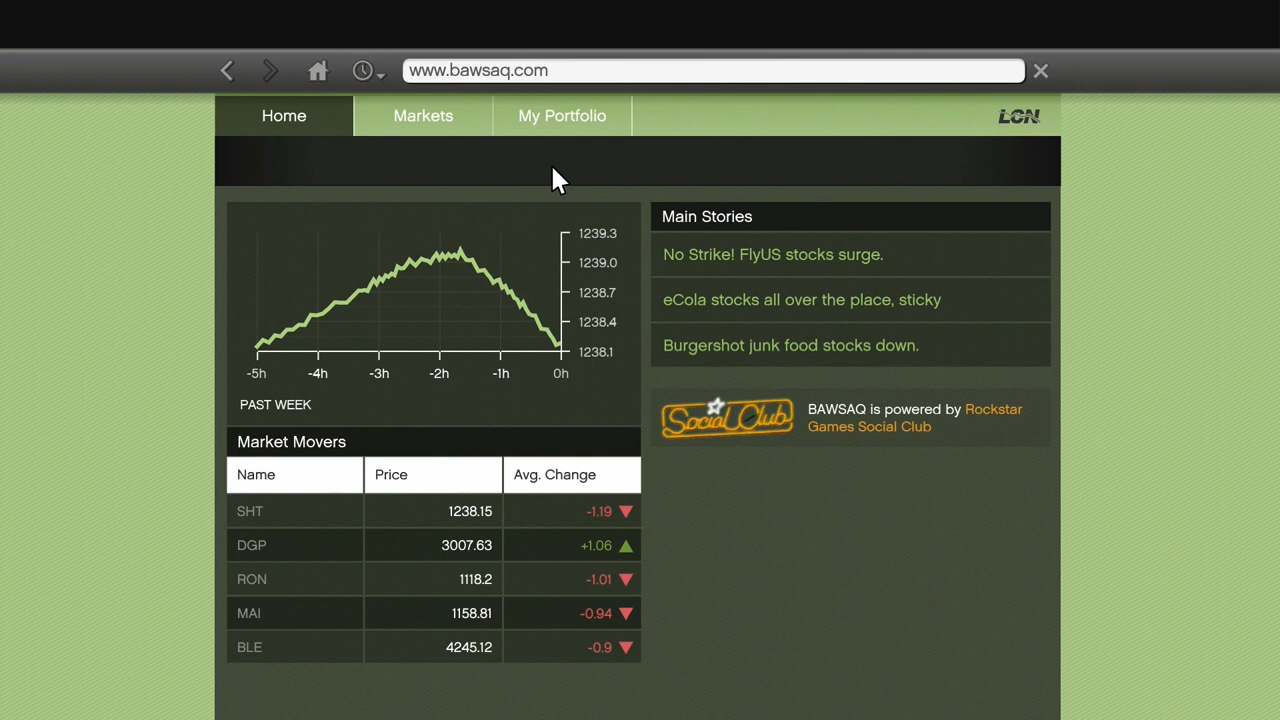 www.bawsaq.com
Home Markets My Portfolio LCN
1239.3
1239.0
1238.7
1238.4
1238.1
-5h -4h -3h -2h -1h 0h
PAST WEEK
Market Movers
Name Price Avg. Change
SHT 1238.15 -1.19
DGP 3007.63 +1.06
RON 1118.2 -1.01
MAI 1158.81 -0.94
BLE 4245.12 -0.9
Main Stories
No Strike! FlyUS stocks surge.
eCola stocks all over the place, sticky
Burgershot junk food stocks down.
Social Club
BAWSAQ is powered by Rockstar
Games Social Club